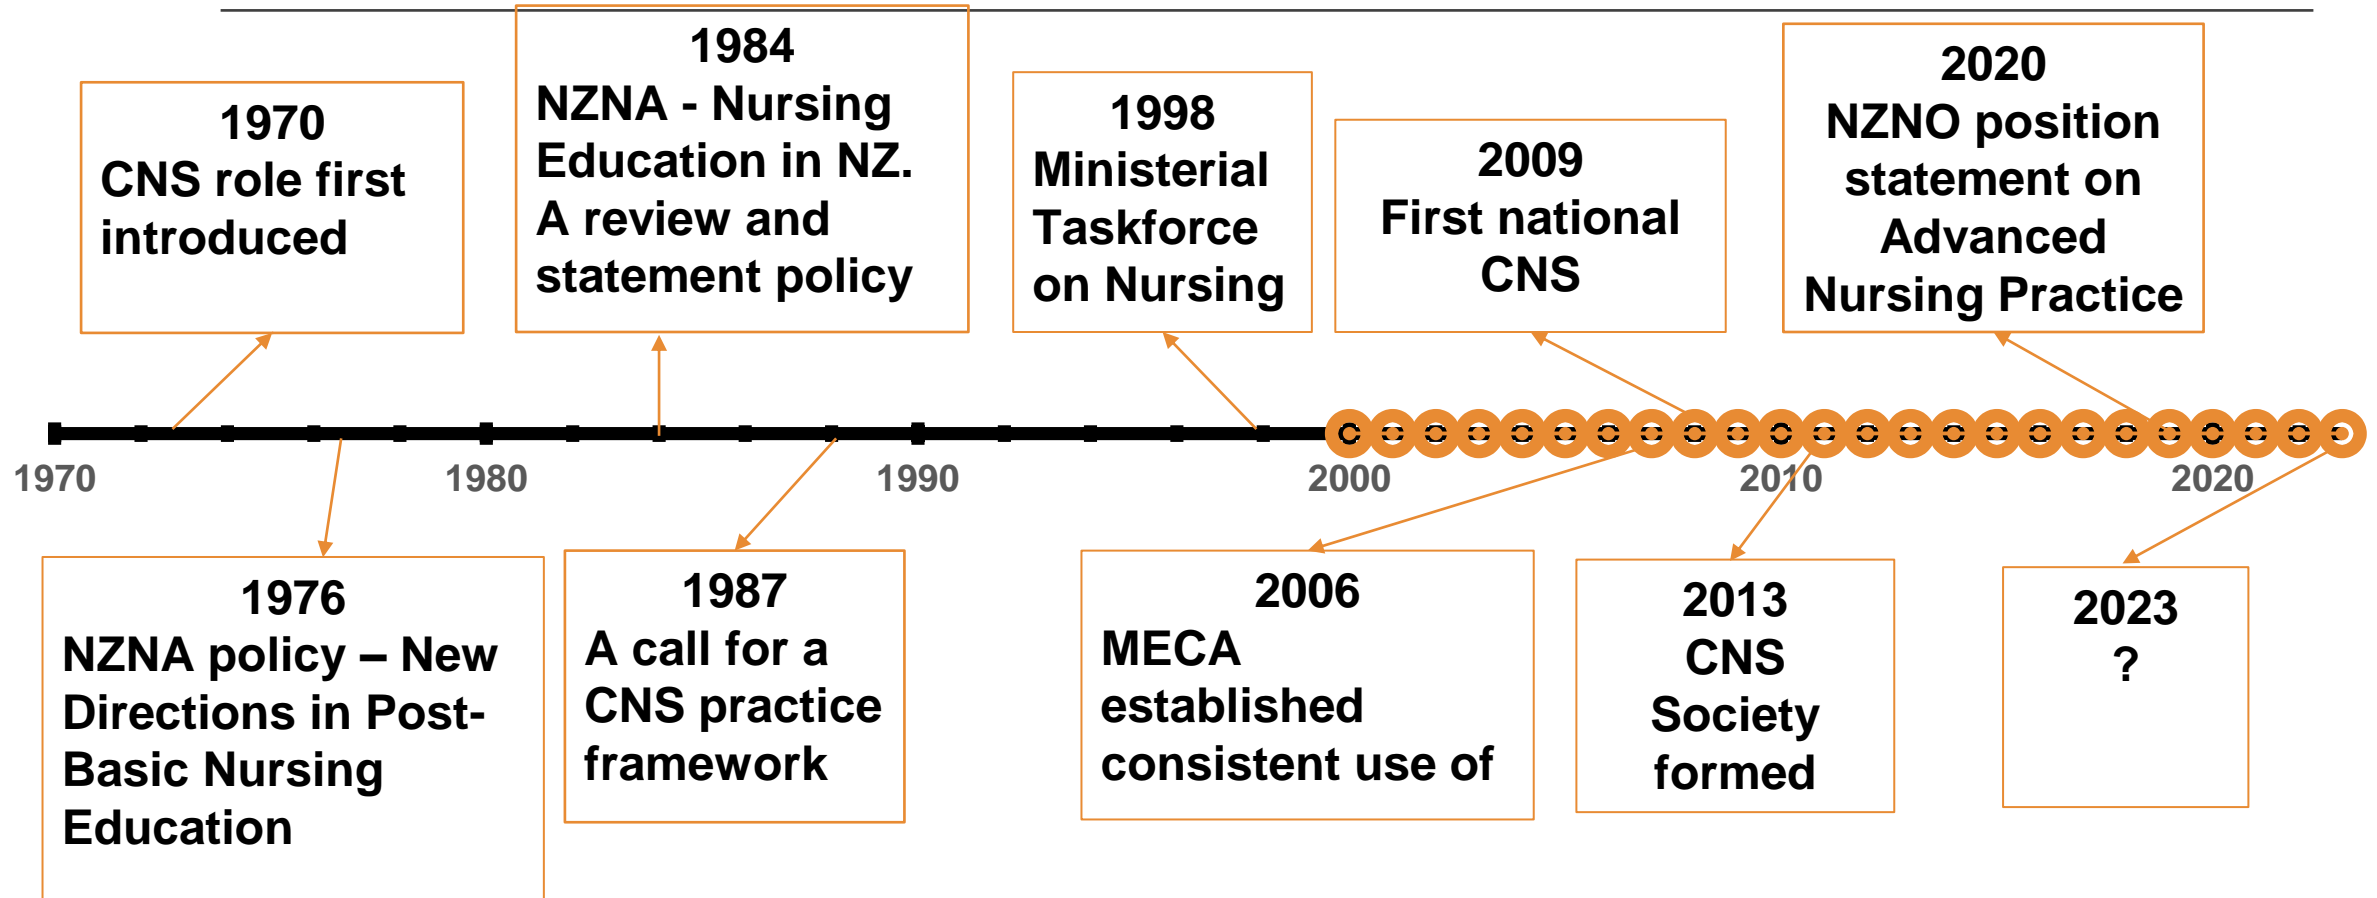 1970
CNS role first
introduced
1984
NZNA - Nursing
Education in NZ.
A review and
statement policy
1998
Ministerial
Taskforce
on Nursing
2009
First national
CNS
2020
NZNO position
statement on
Advanced
Nursing Practice
1970
1980
1990
2000
2010
2020
1976
NZNA policy – New
Directions in Post-
Basic Nursing
Education
1987
A call for a
CNS practice
framework
2006
MECA
established
consistent use of
2013
CNS
Society
formed
2023
?